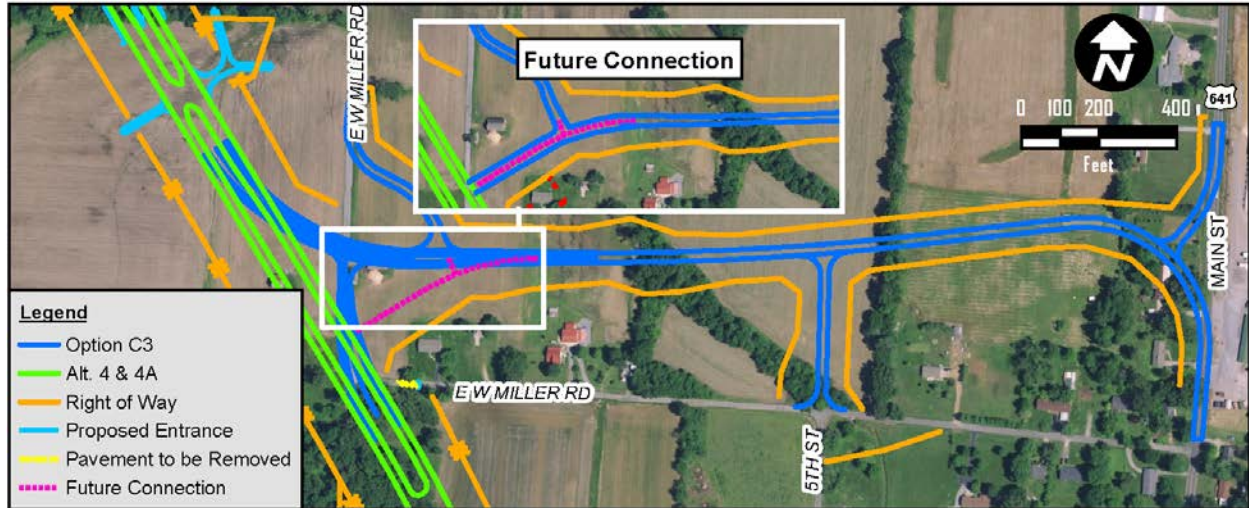 E W MILLER RD
Future Connection
N
641
0 100 200 400
Feet
MAIN ST
Legend
Option C3
Alt. 4 & 4A
Right of Way
Proposed Entrance
Pavement to be Removed
Future Connection
E W MILLER RD
5TH ST